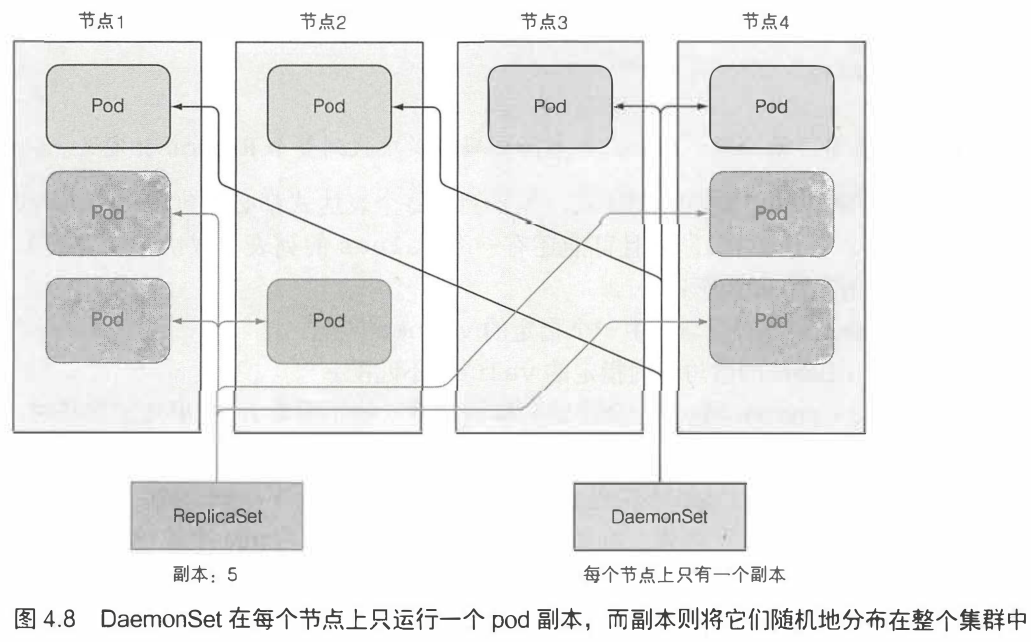 节点1 节点2 节点3 节点4
Pod Pod Pod Pod
Pod Pod
Pod Pod Pod
ReplicaSet DaemonSet
副本：5 每个节点上只有一个副本
图 4.8 DaemonSet 在每个节点上只运行一个 pod 副本，而副本则将它们随机地分布在整个集群中